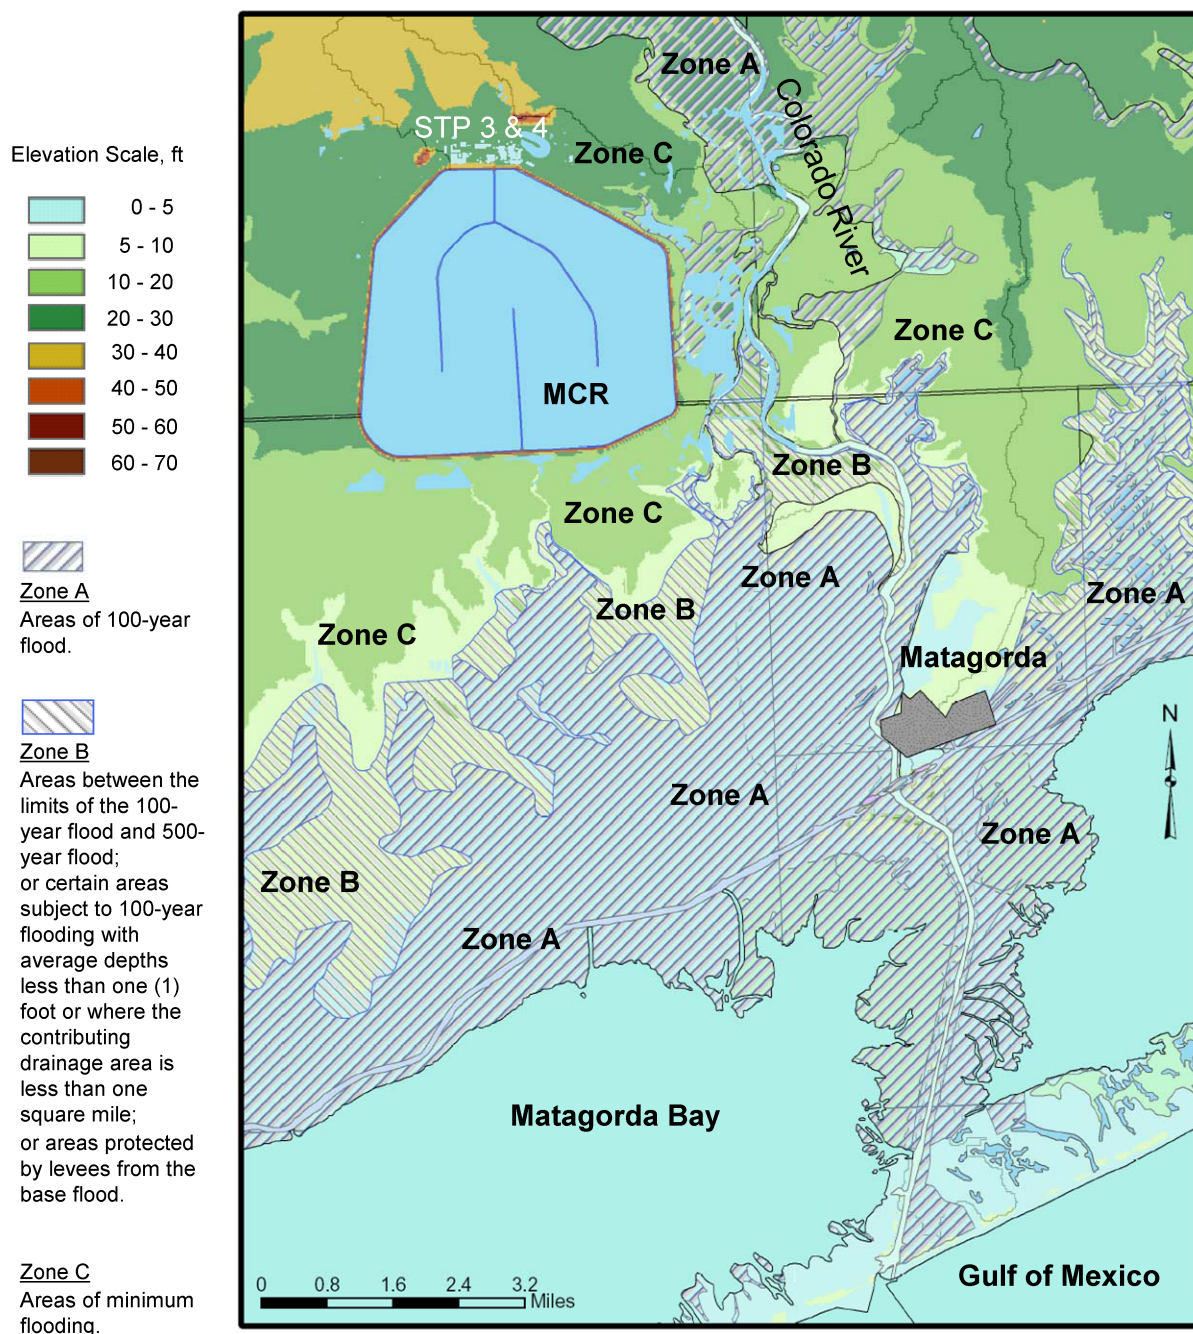 Elevation Scale, ft
0 - 5
5 - 10
10 - 20
20 - 30
30 - 40
40 - 50
50 - 60
60 - 70
Zone A
Areas of 100-year
flood.
Zone B
Areas between the
limits of the 100-
year flood and 500-
year flood;
or certain areas
subject to 100-year
flooding with
average depths
less than one (1)
foot or where the
contributing
drainage area is
less than one
square mile;
or areas protected
by levees from the
base flood.
Zone C
Areas of minimum
flooding.
Zone A
Colorado River
STP 3 & 4
Zone C
Zone C
MCR
Zone B
Zone C
Zone A
Zone B
Zone A
Zone C
Matagorda
N
Zone A
Zone A
Zone B
Zone A
Matagorda Bay
Gulf of Mexico
0 0.8 1.6 2.4 3.2
Miles